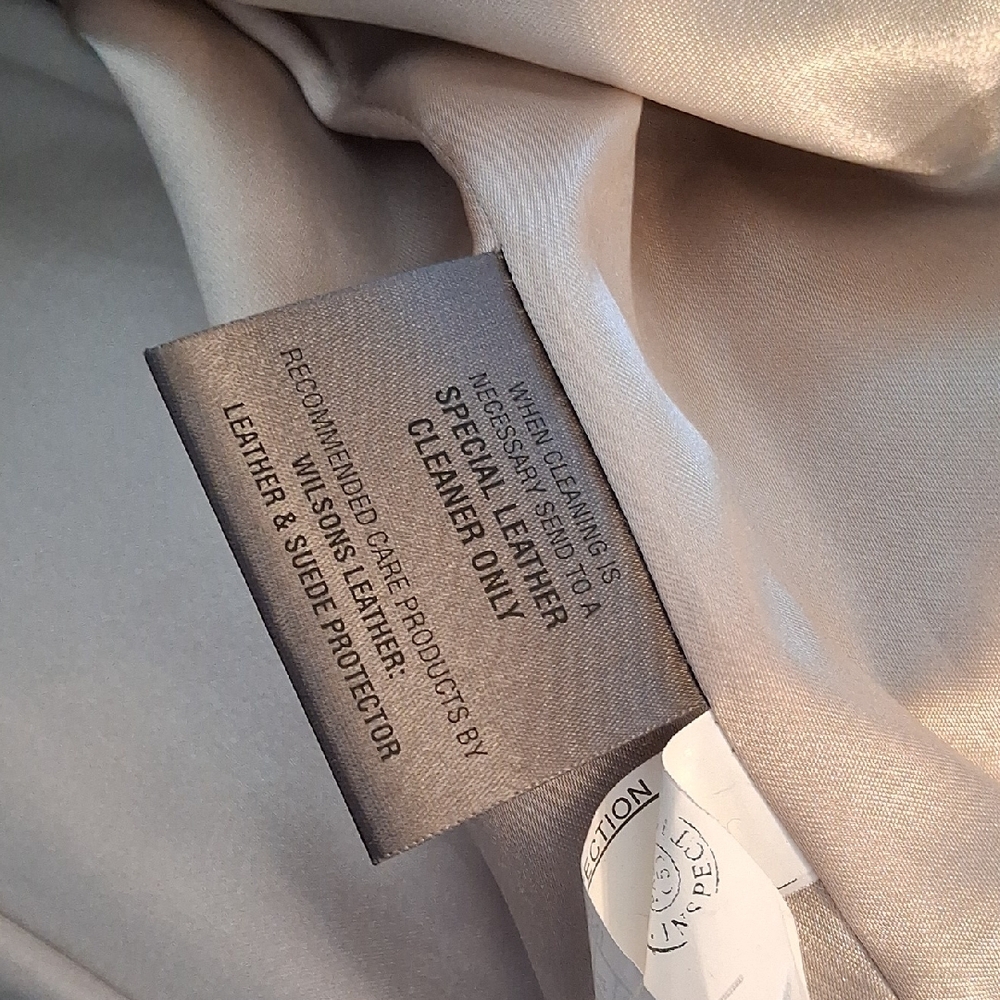 WHEN CLEANING IS
NECESSARY SEND TO A
SPECIAL LEATHER
CLEANER ONLY
RECOMMENDED CARE PRODUCTS BY
WILSONS LEATHER:
LEATHER & SUEDE PROTECTOR
ECTION
INSPECT